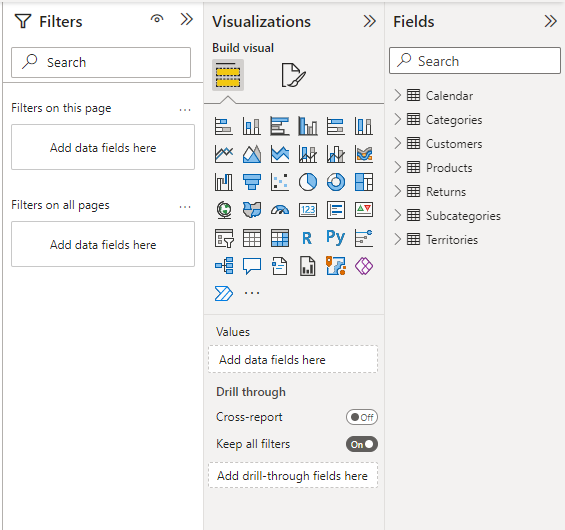 Filters
Search
Filters on this page
...
Add data fields here
Filters on all pages
...
Add data fields here
Visualizations
Build visual
123
R
Py
...
Values
Add data fields here
Drill through
Cross-report
Off
Keep all filters
On
Add drill-through fields here
Fields
Search
Calendar
Categories
Customers
Products
Returns
Subcategories
Territories